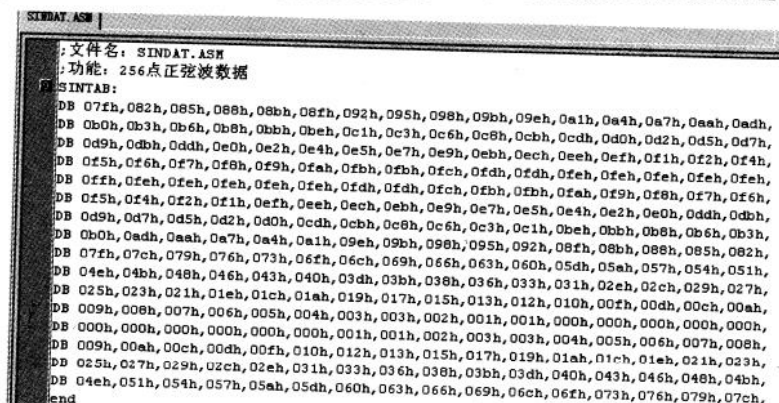 SINDAT.ASM
;文件名: SINDAT.ASM
;功能: 256点正弦波数据
SINTAB:
DB 07fh,082h,085h,088h,08bh,08fh,092h,095h,098h,09bh,09eh,0a1h,0a4h,0a7h,0aah,0adh,
DB 0b0h,0b3h,0b6h,0b8h,0bbh,0beh,0c1h,0c3h,0c6h,0c8h,0cbh,0cdh,0d0h,0d2h,0d5h,0d7h,
DB 0d9h,0dbh,0ddh,0e0h,0e2h,0e4h,0e5h,0e7h,0e9h,0ebh,0ech,0eeh,0efh,0f1h,0f2h,0f4h,
DB 0f5h,0f6h,0f7h,0f8h,0f9h,0fah,0fbh,0fbh,0fch,0fdh,0fdh,0feh,0feh,0feh,0feh,0feh,
DB 0ffh,0feh,0feh,0feh,0feh,0feh,0fdh,0fdh,0fch,0fbh,0fbh,0fah,0f9h,0f8h,0f7h,0f6h,
DB 0f5h,0f4h,0f2h,0f1h,0efh,0eeh,0ech,0ebh,0e9h,0e7h,0e5h,0e4h,0e2h,0e0h,0ddh,0dbh,
DB 0d9h,0d7h,0d5h,0d2h,0d0h,0cdh,0cbh,0c8h,0c6h,0c3h,0c1h,0beh,0bbh,0b8h,0b6h,0b3h,
DB 0b0h,0adh,0aah,0a7h,0a4h,0a1h,09eh,09bh,098h,095h,092h,08fh,08bh,088h,085h,082h,
DB 07fh,07ch,079h,076h,073h,06fh,06ch,069h,066h,063h,060h,05dh,05ah,057h,054h,051h,
DB 04eh,04bh,048h,046h,043h,040h,03dh,03bh,038h,036h,033h,031h,02eh,02ch,029h,027h,
DB 025h,023h,021h,01eh,01ch,01ah,019h,017h,015h,013h,012h,010h,00fh,00dh,00ch,00ah,
DB 009h,008h,007h,006h,005h,004h,003h,003h,002h,001h,001h,000h,000h,000h,000h,000h,
DB 000h,000h,000h,000h,000h,000h,001h,001h,002h,003h,003h,004h,005h,006h,007h,008h,
DB 009h,00ah,00ch,00dh,00fh,010h,012h,013h,015h,017h,019h,01ah,01ch,01eh,021h,023h,
DB 025h,027h,029h,02ch,02eh,031h,033h,036h,038h,03bh,03dh,040h,043h,046h,048h,04bh,
DB 04eh,051h,054h,057h,05ah,05dh,060h,063h,066h,069h,06ch,06fh,073h,076h,079h,07ch,
end